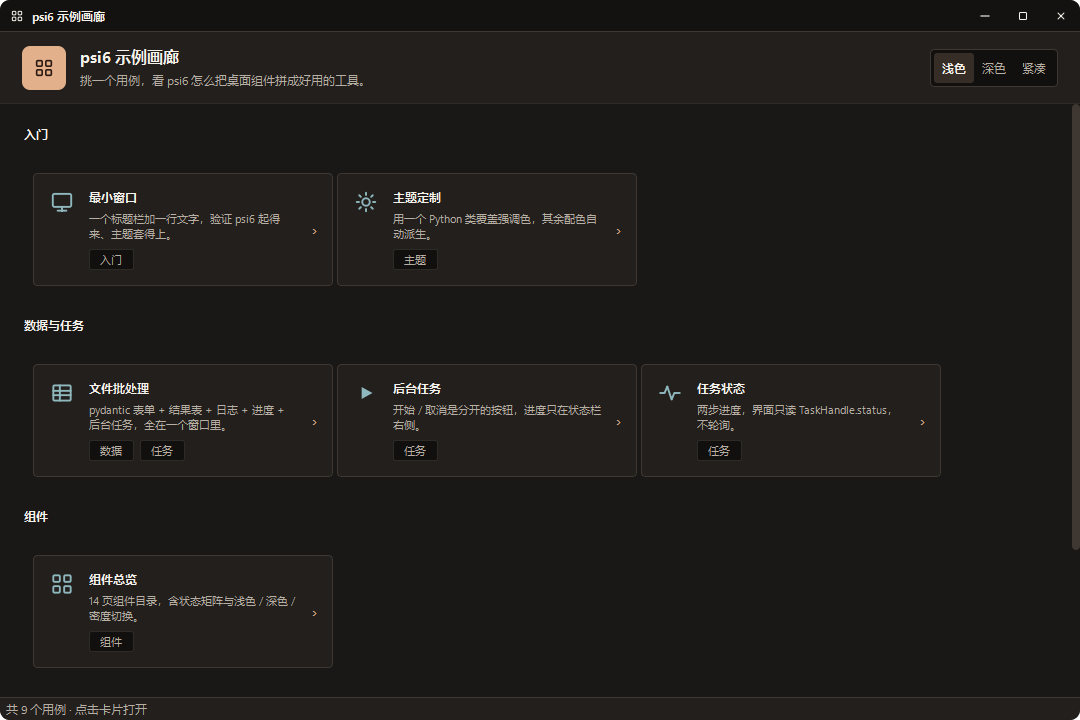 psi6 示例画廊
psi6 示例画廊
挑一个用例，看 psi6 怎么把桌面组件拼成好用的工具。
浅色 深色 紧凑
入门
最小窗口
一个标题栏加一行文字，验证 psi6 起得
来、主题套得上。
入门
主题定制
用一个 Python 类覆盖强调色，其余配色自
动派生。
主题
数据与任务
文件批处理
pydantic 表单 + 结果表 + 日志 + 进度 +
后台任务，全在一个窗口里。
数据 任务
后台任务
开始 / 取消是分开的按钮，进度只在状态栏
右侧。
任务
任务状态
两步进度，界面只读 TaskHandle.status，
不轮询。
任务
组件
组件总览
14 页组件目录，含状态矩阵与浅色 / 深色 /
密度切换。
组件
共 9 个用例 · 点击卡片打开